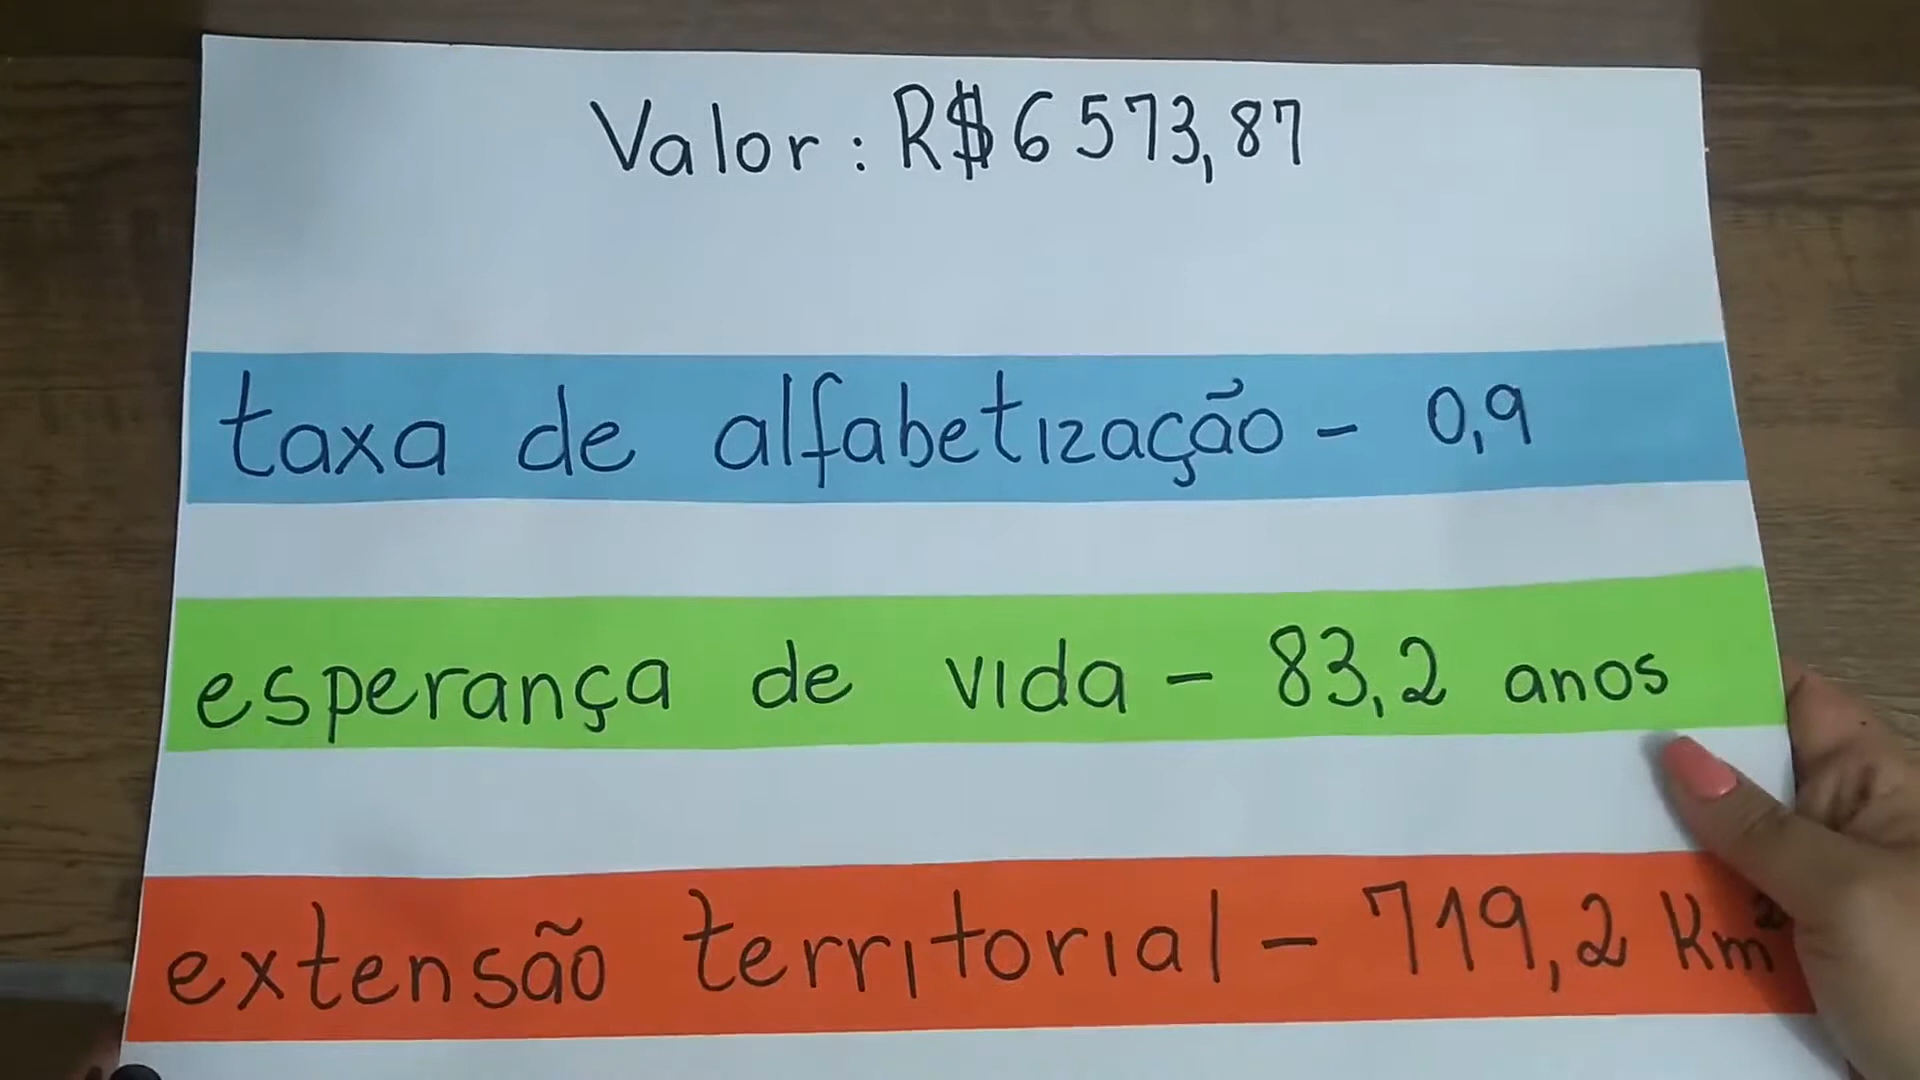 Valor: R$6 573,87
taxa de alfabetização - 0,9
esperança de vida - 83,2 anos
extensão territorial - 719,2 Km²